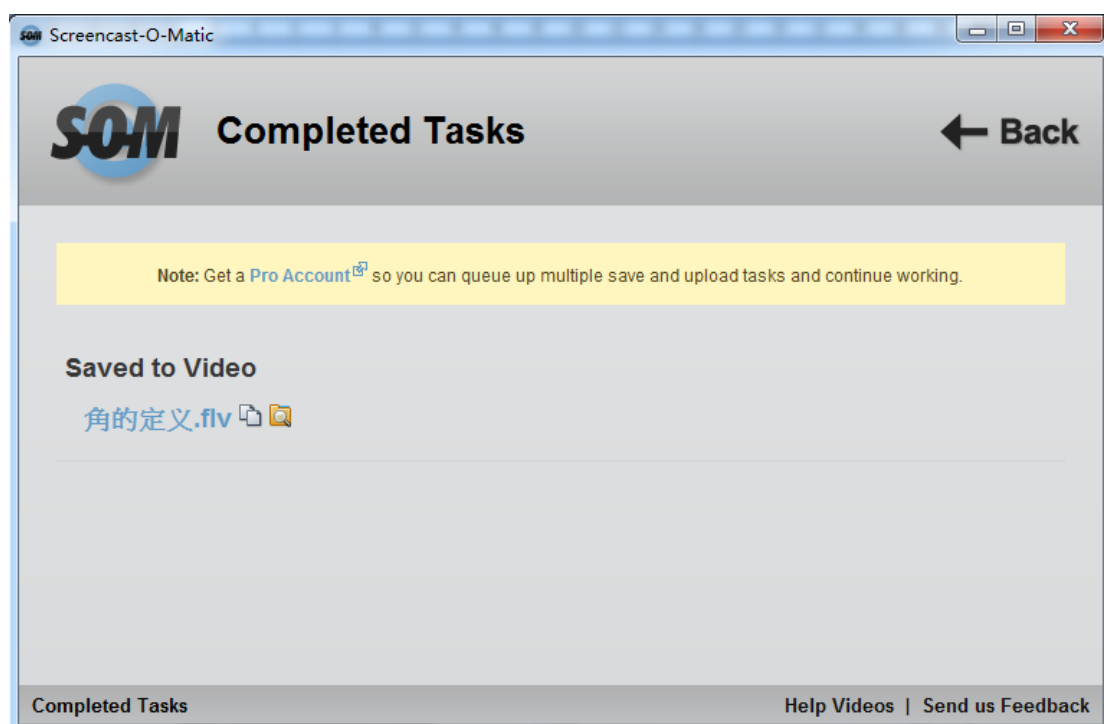 SOM Screencast-O-Matic
SOM Completed Tasks Back
Note: Get a Pro Account so you can queue up multiple save and upload tasks and continue working.
Saved to Video
角的定义.flv
Completed Tasks Help Videos | Send us Feedback